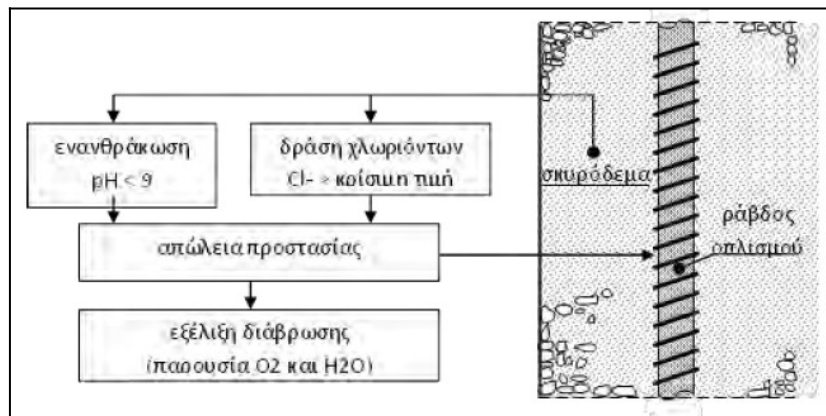 ενανθράκωση
pH < 9
δράση χλωριόντων
Cl- > κρίσιμη τιμή
απώλεια προστασίας
εξέλιξη διάβρωσης
(παρουσία O2 και H2O)
σκυρόδεμα
ράβδος
οπλισμού